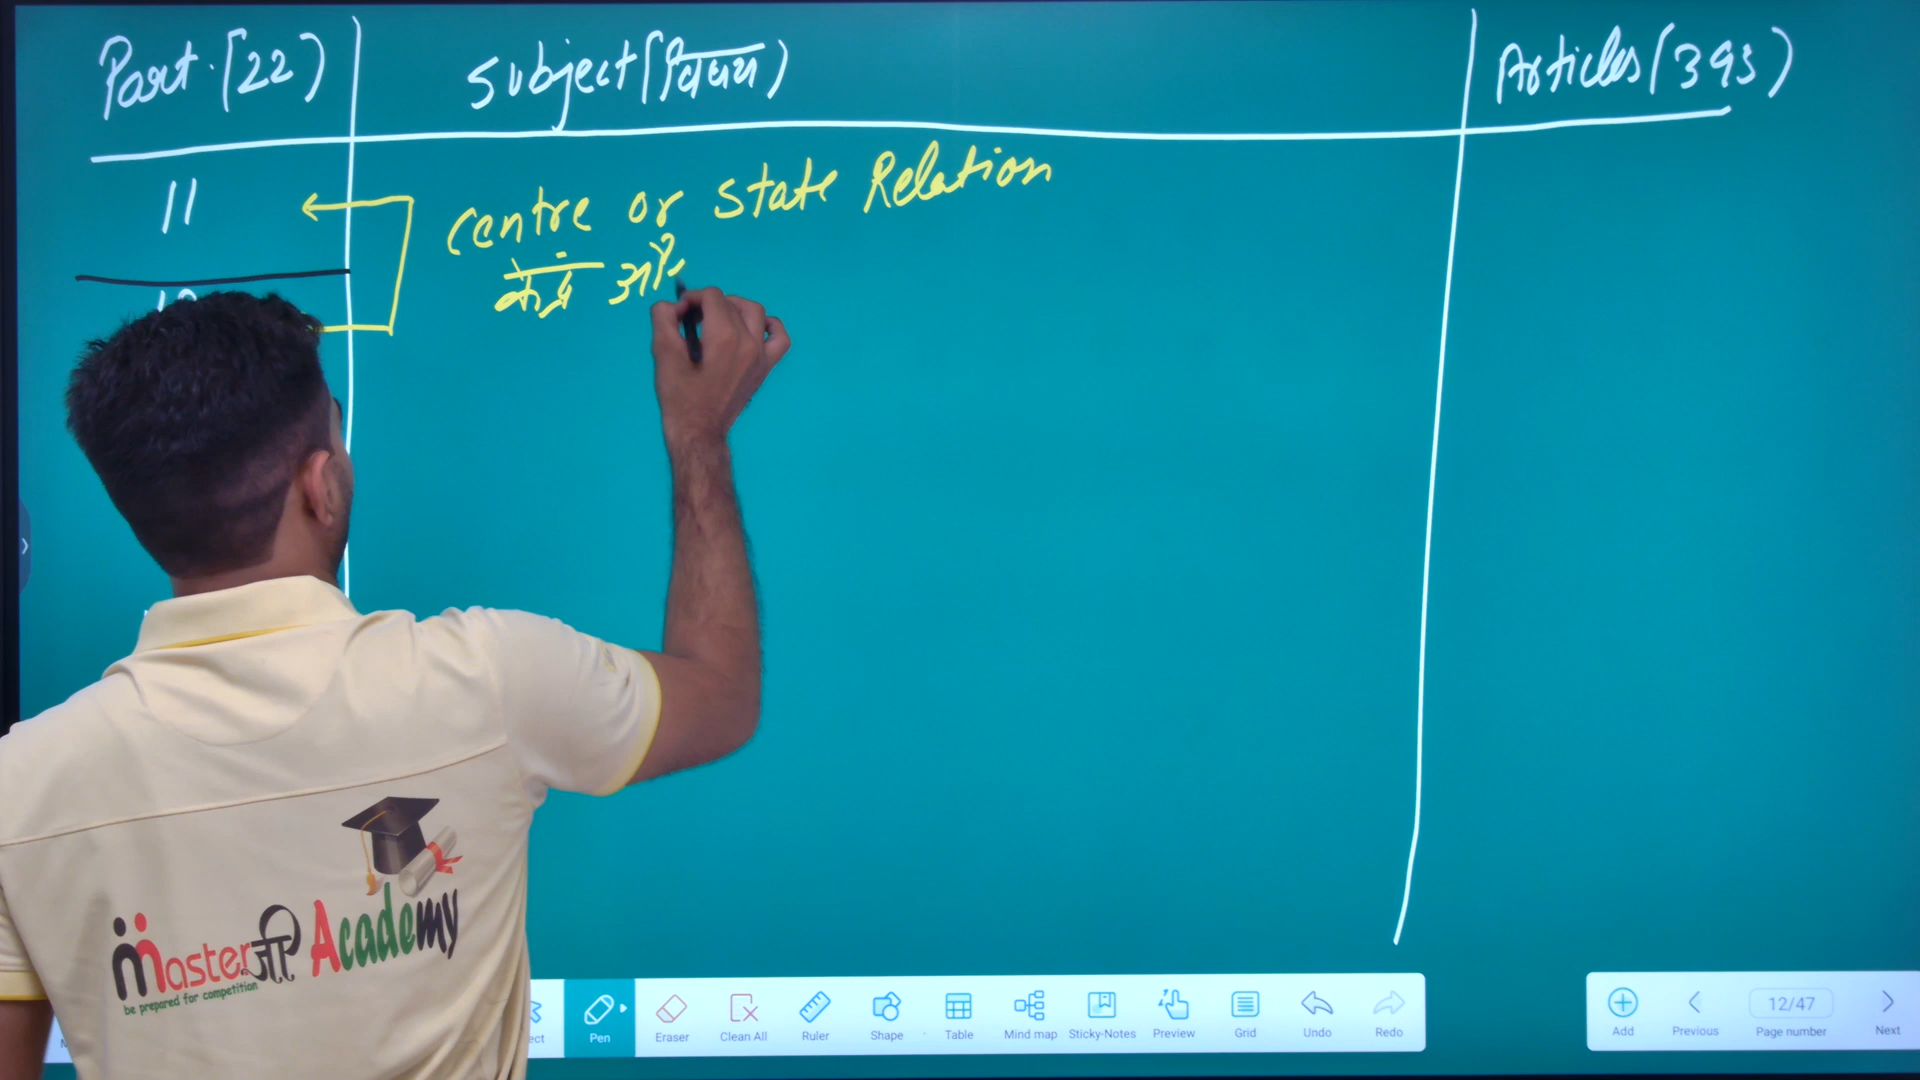 Part.(22) Subject(विषय) Articles(393)
11 Centre or State Relation
केन्द्र और
Masterजी Academy
be prepared for competition
Pen Eraser Clean All Ruler Shape Table Mind map Sticky-Notes Preview Grid Undo Redo
Add Previous 12/47 Page number Next